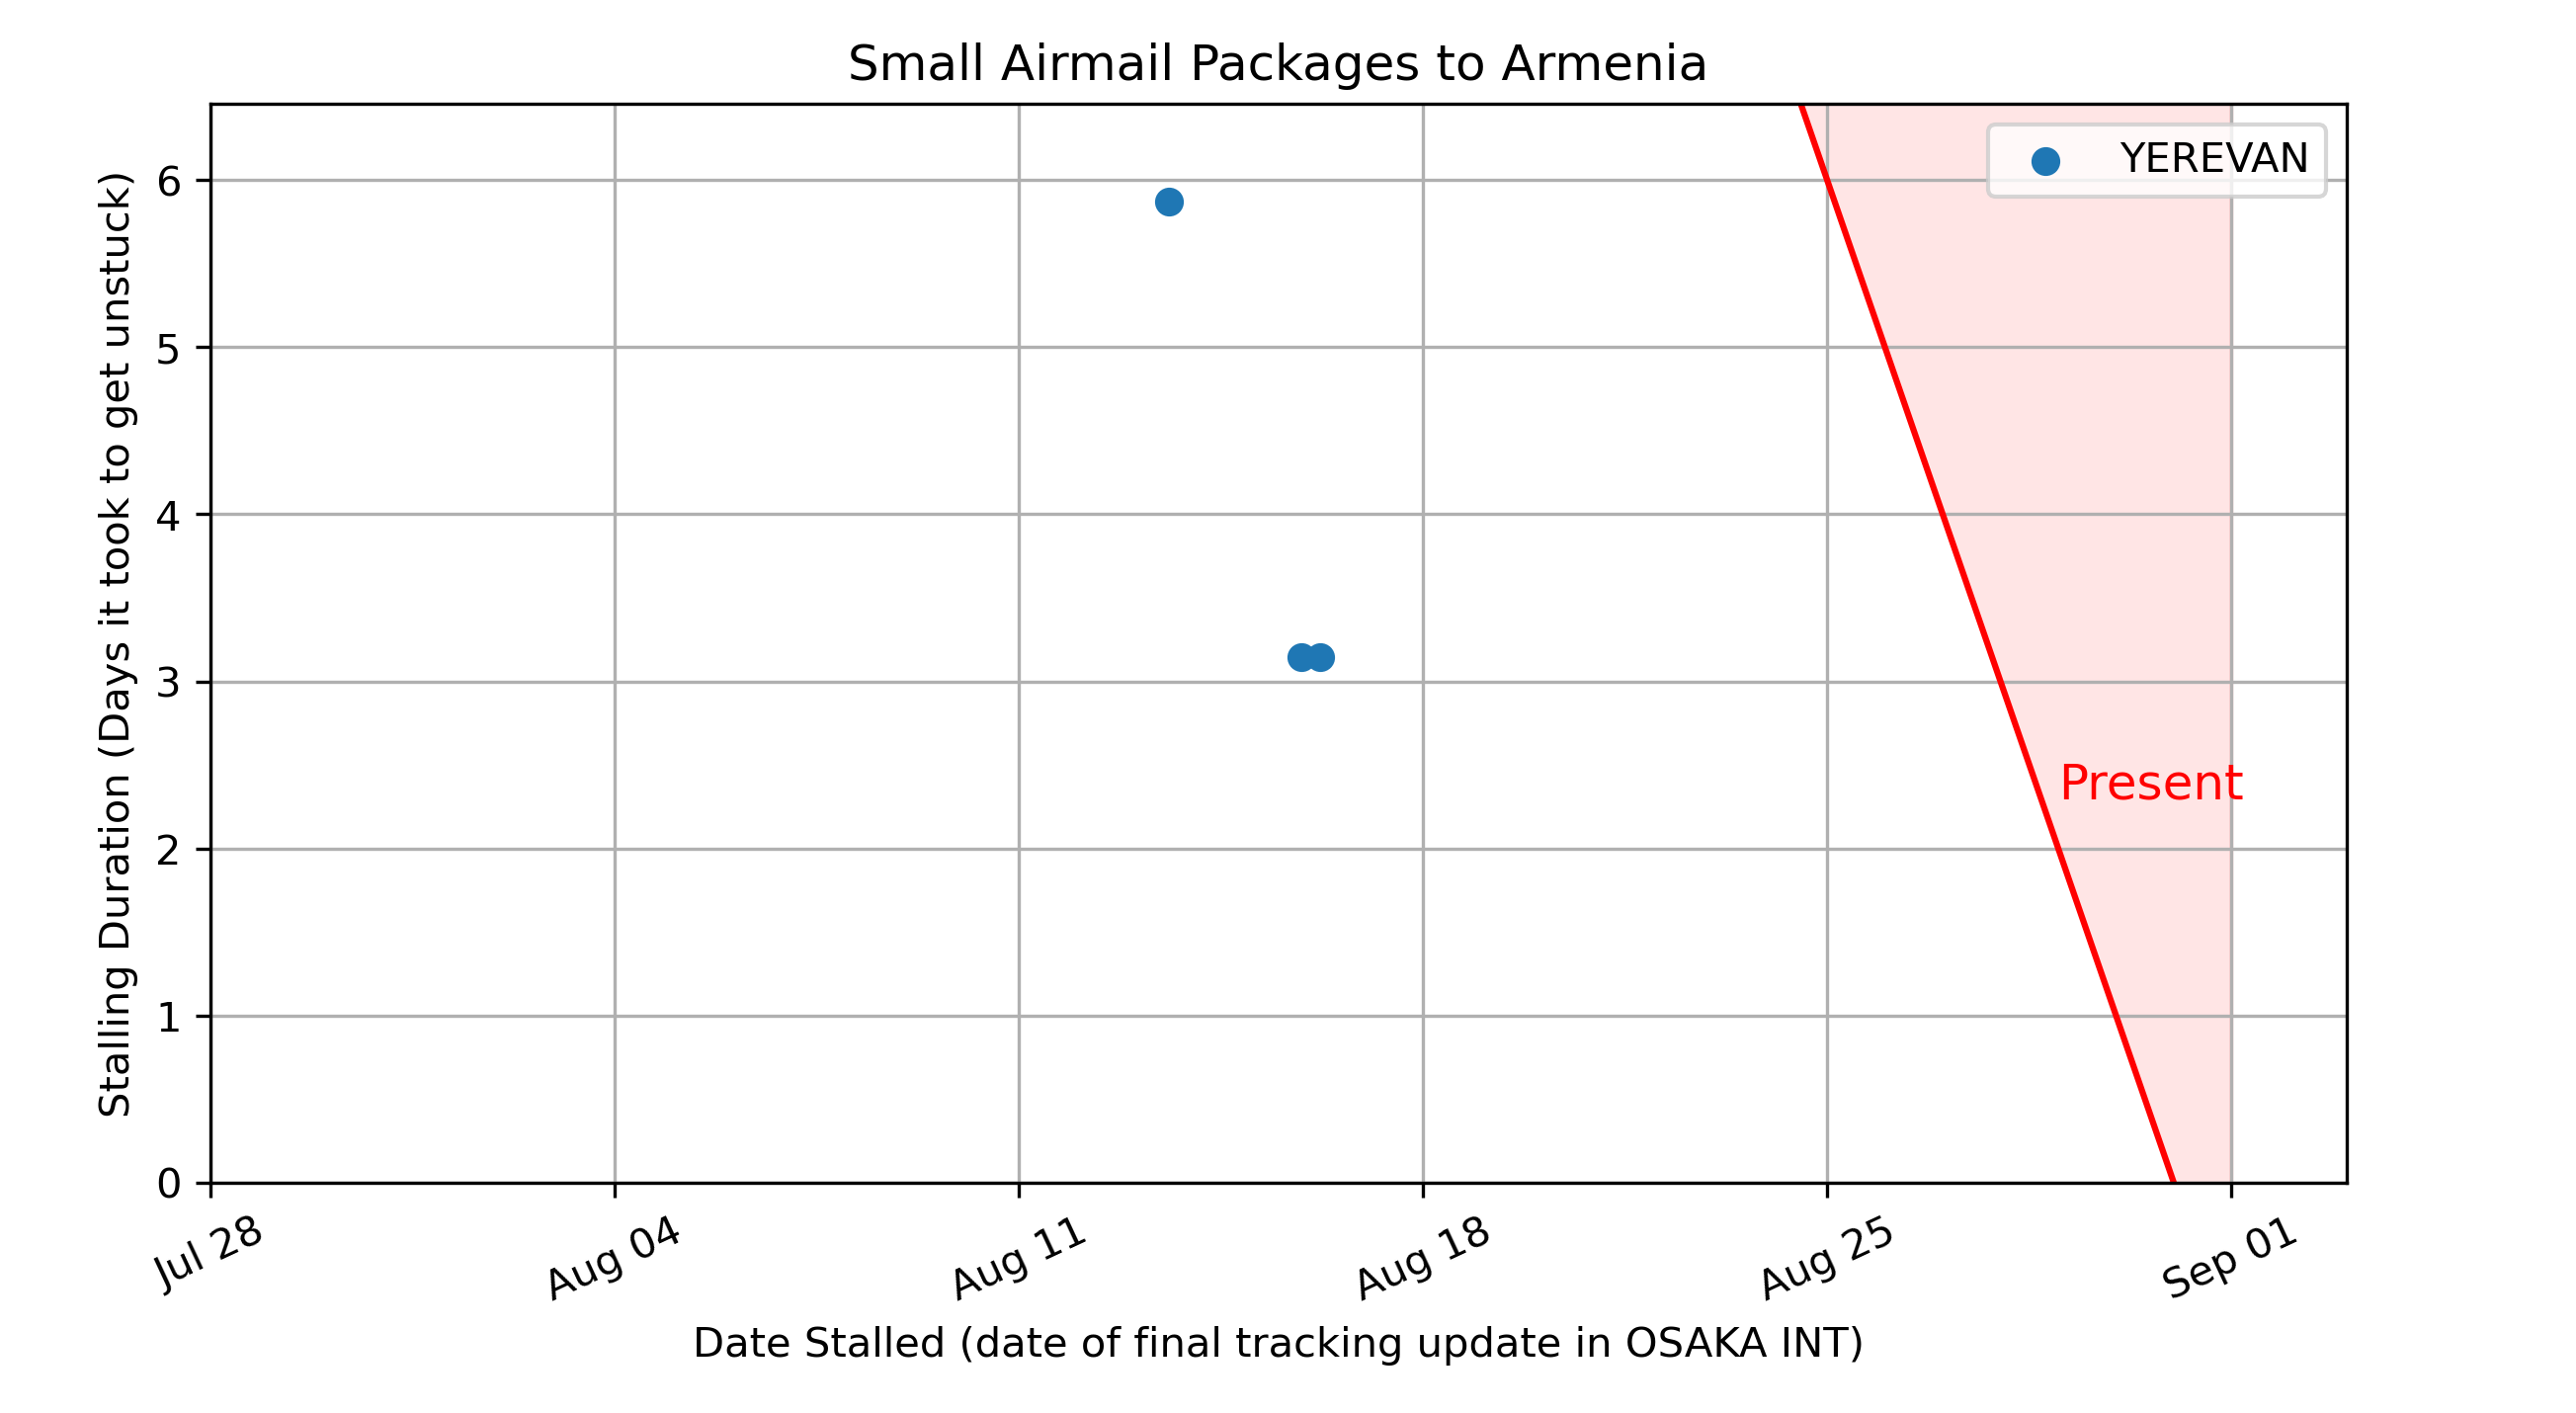 Small Airmail Packages to Armenia
YEREVAN
Stalling Duration (Days it took to get unstuck)
6
5
4
3
2
1
0
Present
Jul 28
Aug 04
Aug 11
Aug 18
Aug 25
Sep 01
Date Stalled (date of final tracking update in OSAKA INT)